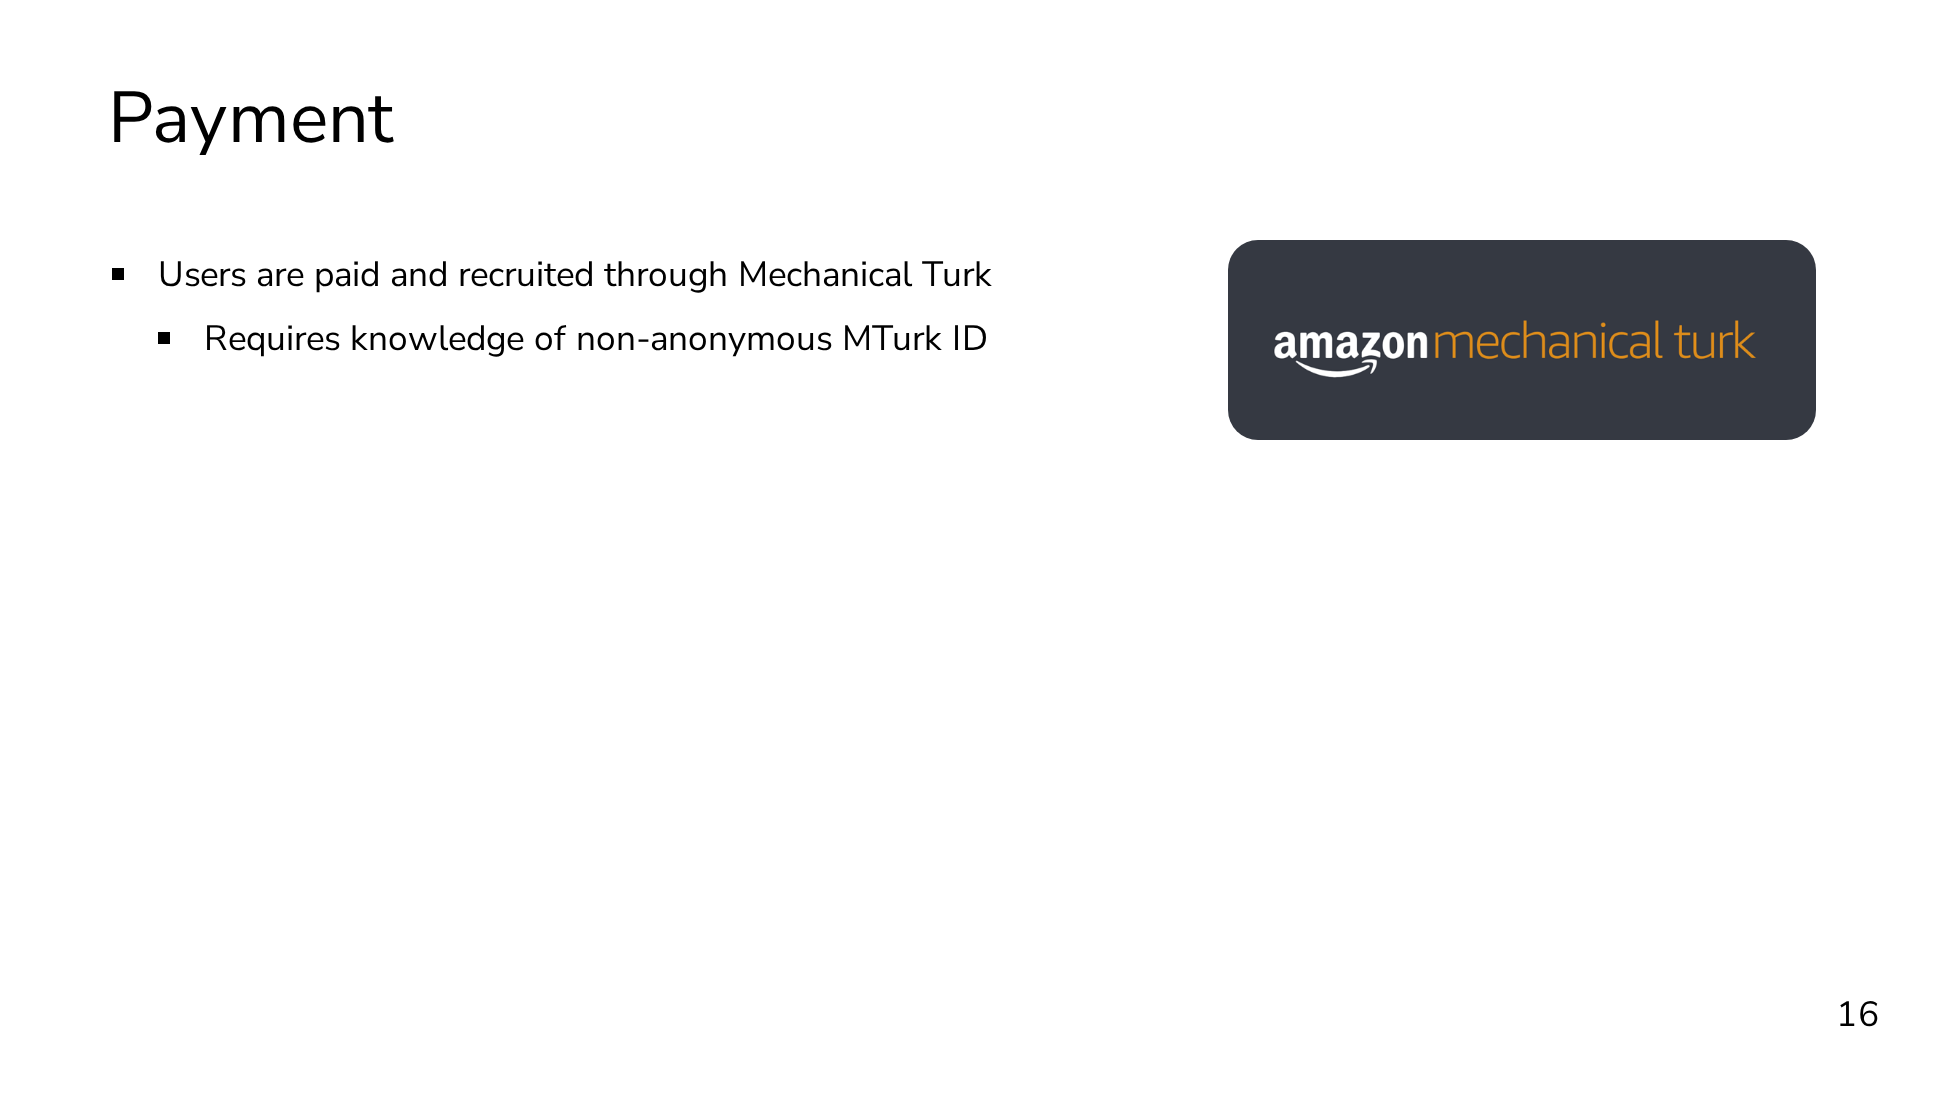 Payment
Users are paid and recruited through Mechanical Turk
Requires knowledge of non-anonymous MTurk ID
amazon mechanical turk
16